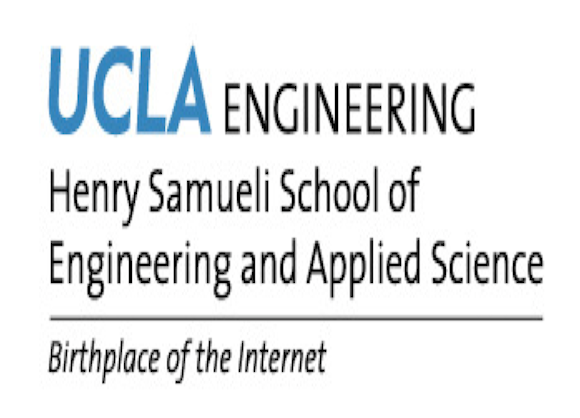 UCLA ENGINEERING
Henry Samueli School of
Engineering and Applied Science
Birthplace of the Internet